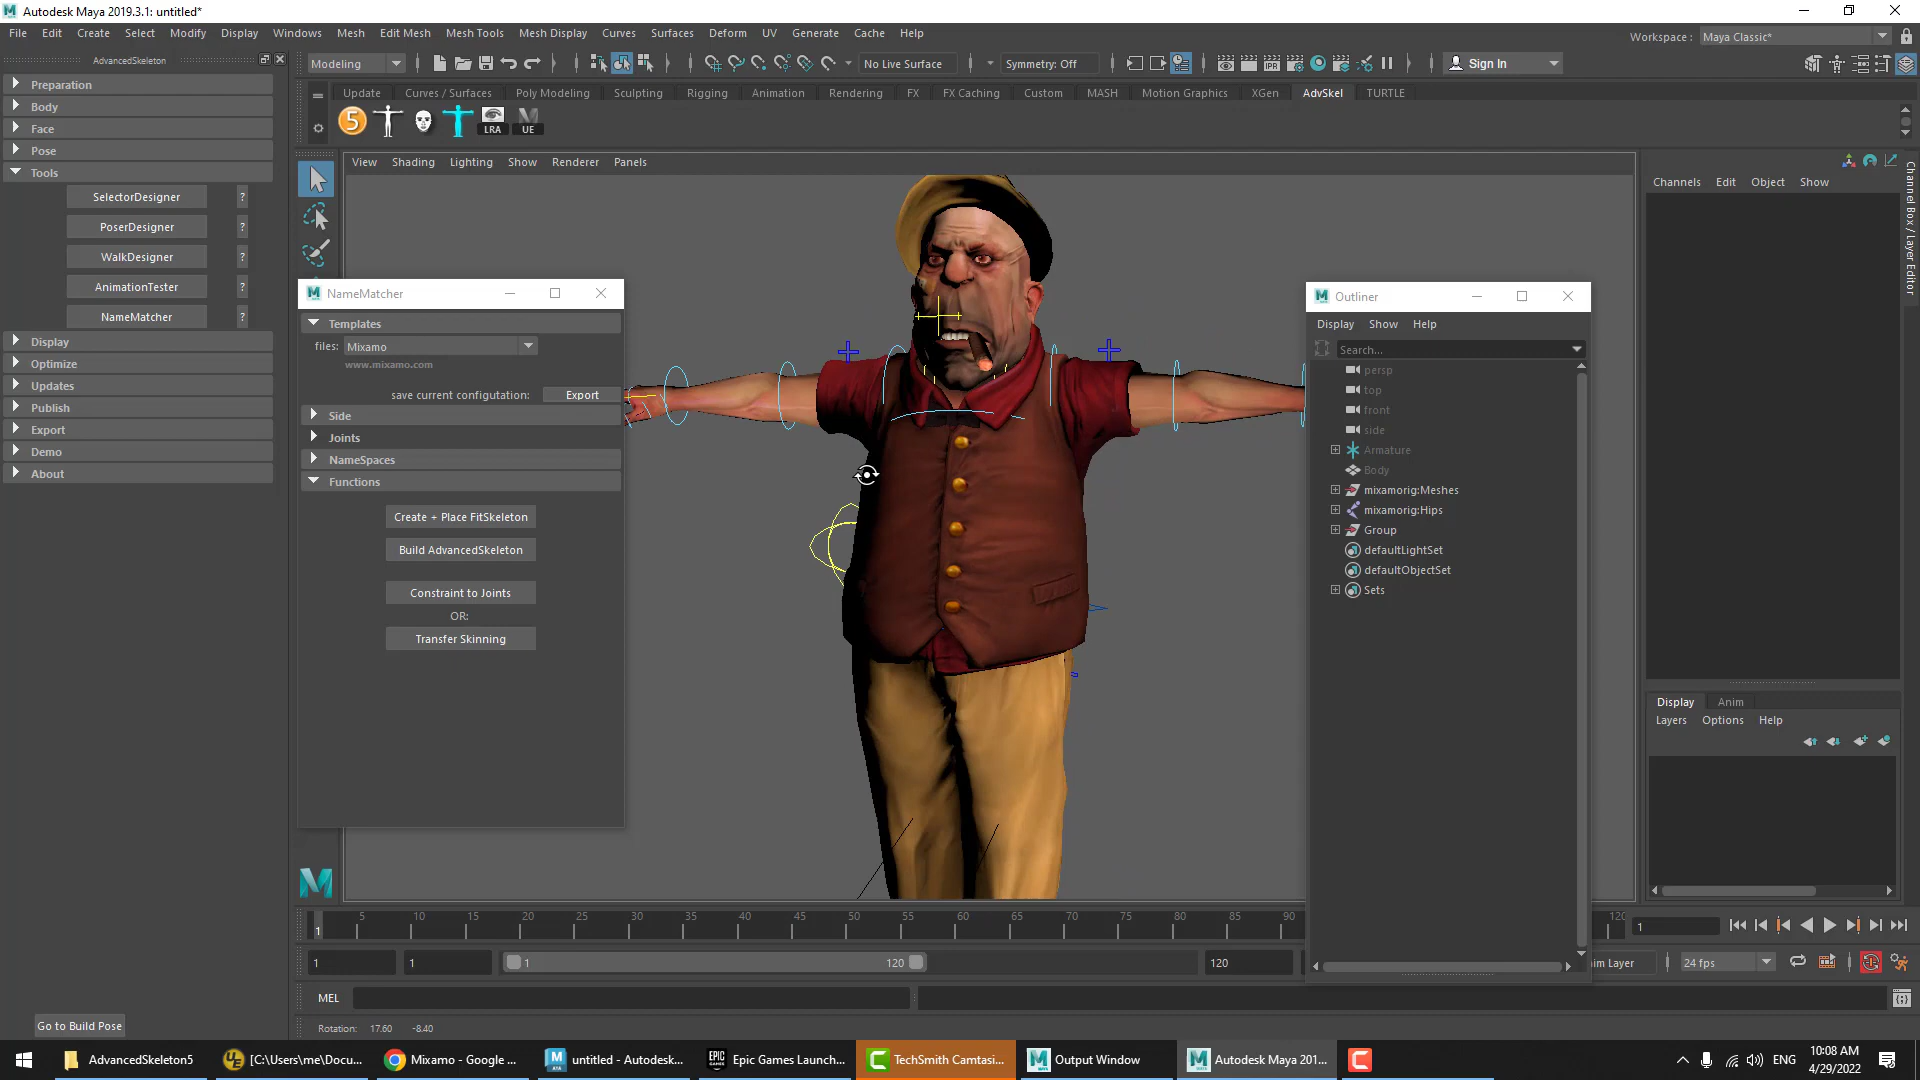 Autodesk Maya 2019.3.1: untitled*
File Edit Create Select Modify Display Windows Mesh Edit Mesh Mesh Tools Mesh Display Curves Surfaces Deform UV Generate Cache Help
Workspace : Maya Classic*
AdvancedSkeleton
Modeling No Live Surface Symmetry: Off Sign In
Update Curves / Surfaces Poly Modeling Sculpting Rigging Animation Rendering FX FX Caching Custom MASH Motion Graphics XGen AdvSkel TURTLE
5 LRA UE
Preparation
Body
Face
Pose
Tools
SelectorDesigner ?
PoserDesigner ?
WalkDesigner ?
AnimationTester ?
NameMatcher ?
Display
Optimize
Updates
Publish
Export
Demo
About
Go to Build Pose
View Shading Lighting Show Renderer Panels
NameMatcher
Templates
files: Mixamo
www.mixamo.com
save current configutation: Export
Side
Joints
NameSpaces
Functions
Create + Place FitSkeleton
Build AdvancedSkeleton
Constraint to Joints
OR:
Transfer Skinning
Outliner
Display Show Help
Search...
persp
top
front
side
Armature
Body
mixamorig:Meshes
mixamorig:Hips
Group
defaultLightSet
defaultObjectSet
Sets
Channels Edit Object Show
Channel Box / Layer Editor
Display Anim
Layers Options Help
5 10 15 20 25 30 35 40 45 50 55 60 65 70 75 80 85 90 120
1
1
1 1 1 120 120 im Layer 24 fps
MEL
Rotation: 17.60 -8.40
AdvancedSkeleton5
[C:\Users\me\Docu...
Mixamo - Google ...
untitled - Autodesk...
Epic Games Launch...
TechSmith Camtasi...
Output Window
Autodesk Maya 201...
ENG
10:08 AM
4/29/2022